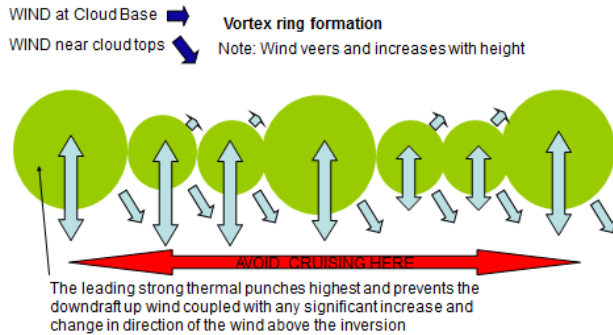 WIND at Cloud Base
WIND near cloud tops
Vortex ring formation
Note: Wind veers and increases with height
AVOID CRUISING HERE
The leading strong thermal punches highest and prevents
the downdraft up wind coupled with any significant increase and
change in direction of the wind above the inversion